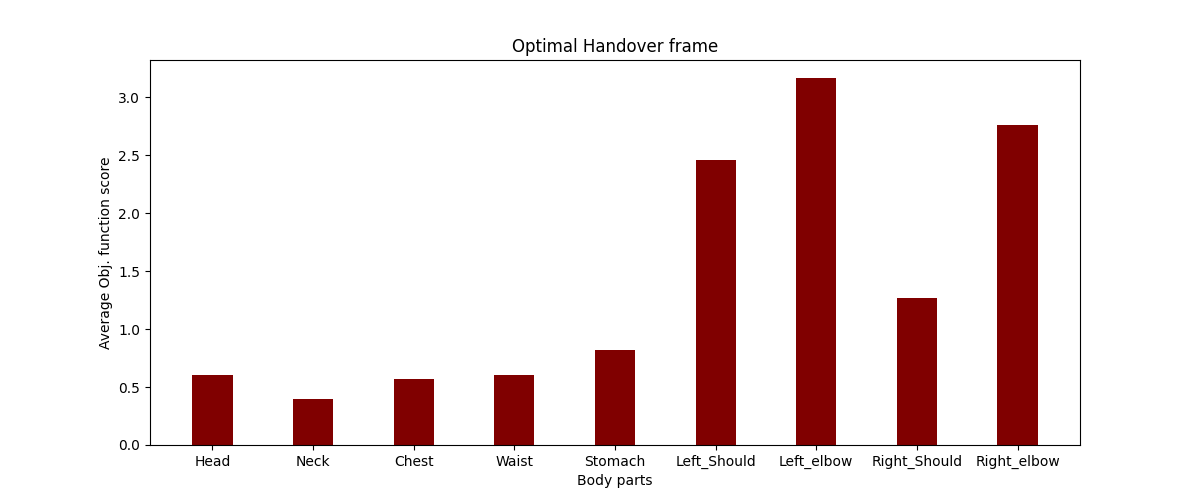 Optimal Handover frame
Average Obj. function score
3.0
2.5
2.0
1.5
1.0
0.5
0.0
Head Neck Chest Waist Stomach Left_Should Left_elbow Right_Should Right_elbow
Body parts